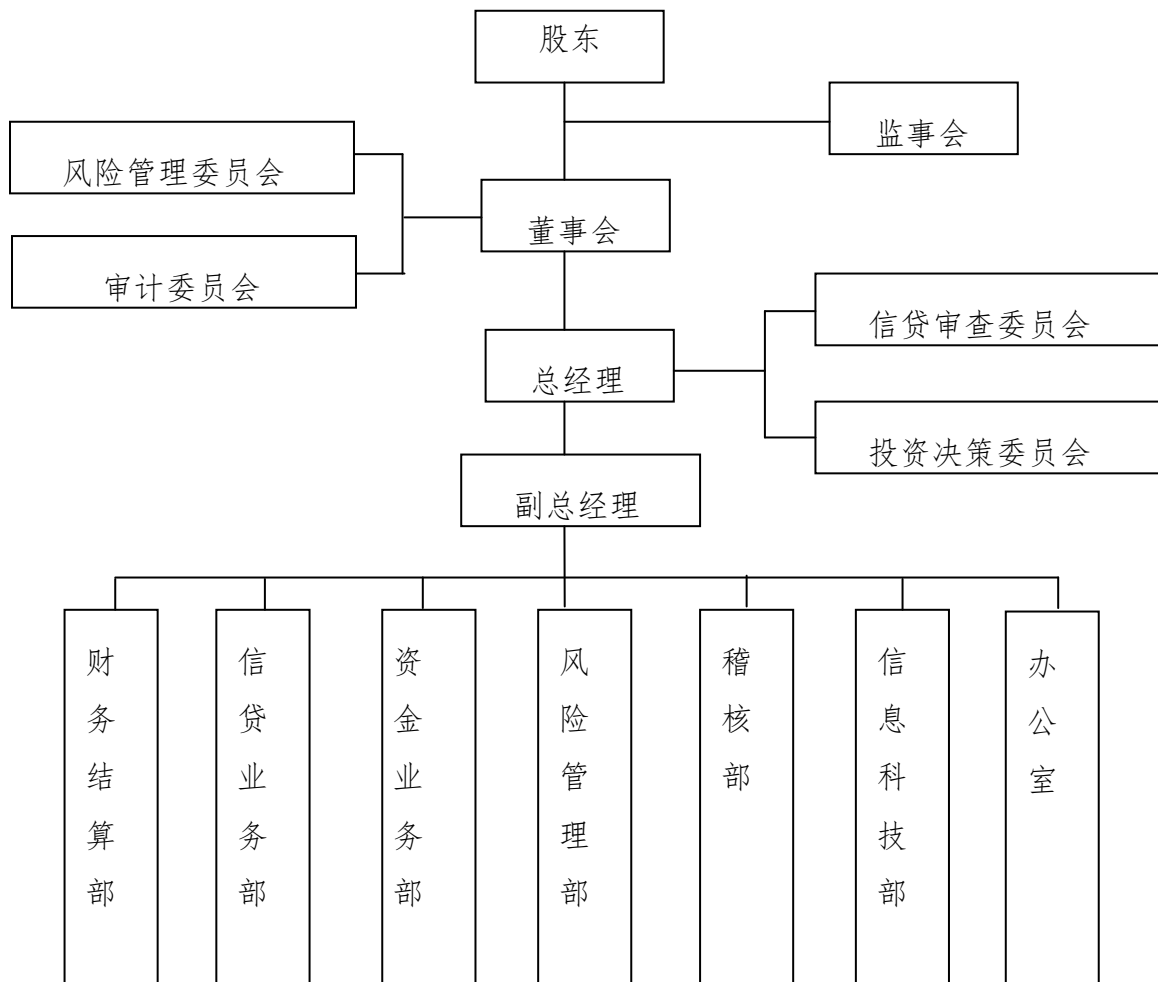 股东
监事会
风险管理委员会
董事会
审计委员会
信贷审查委员会
总经理
投资决策委员会
副总经理
财务结算部
信贷业务部
资金业务部
风险管理部
稽核部
信息科技部
办公室